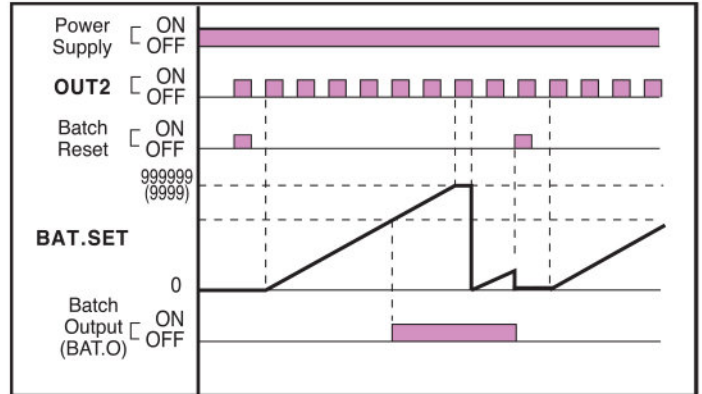 Power ON
Supply OFF
OUT2 ON
OFF
Batch ON
Reset OFF
999999
(9999)
BAT.SET
0
Batch
Output ON
(BAT.O) OFF